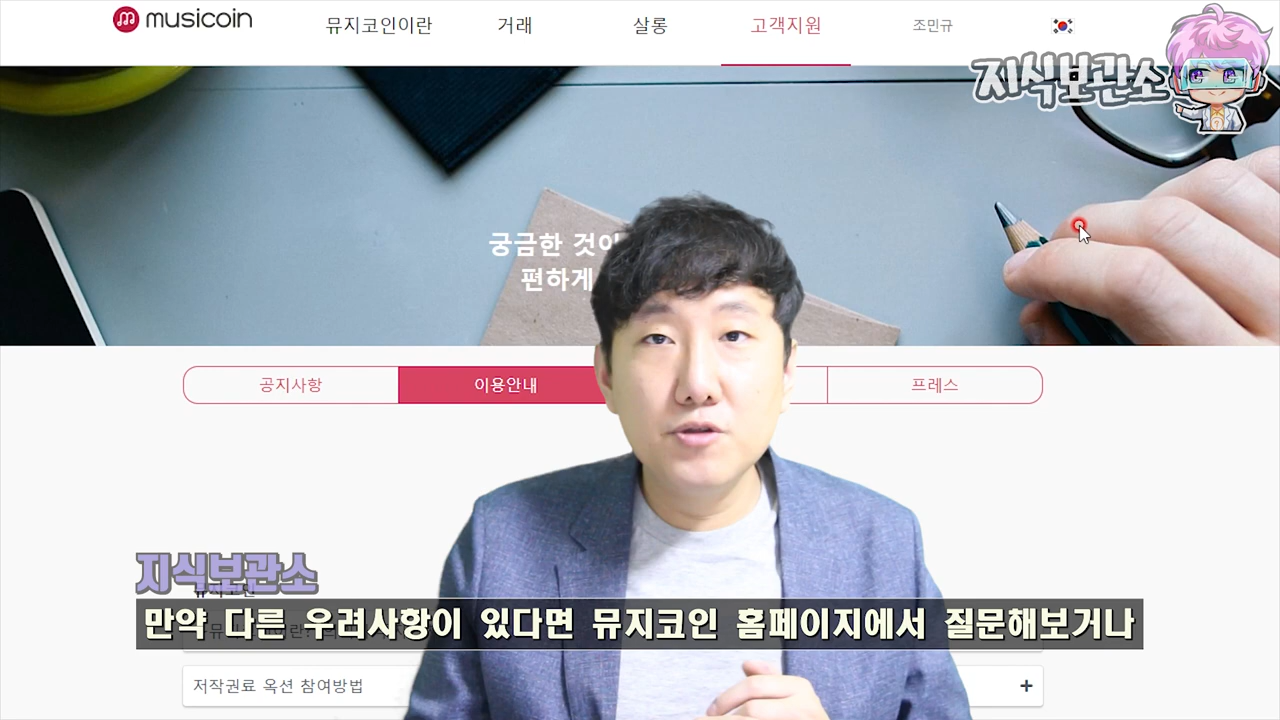 musicoin
뮤지코인이란
거래
살롱
고객지원
조민규
지식보관소
궁금한 것이
편하게
공지사항
이용안내
프레스
지식보관소
만약 다른 우려사항이 있다면 뮤지코인 홈페이지에서 질문해보거나
저작권료 옥션 참여방법
+